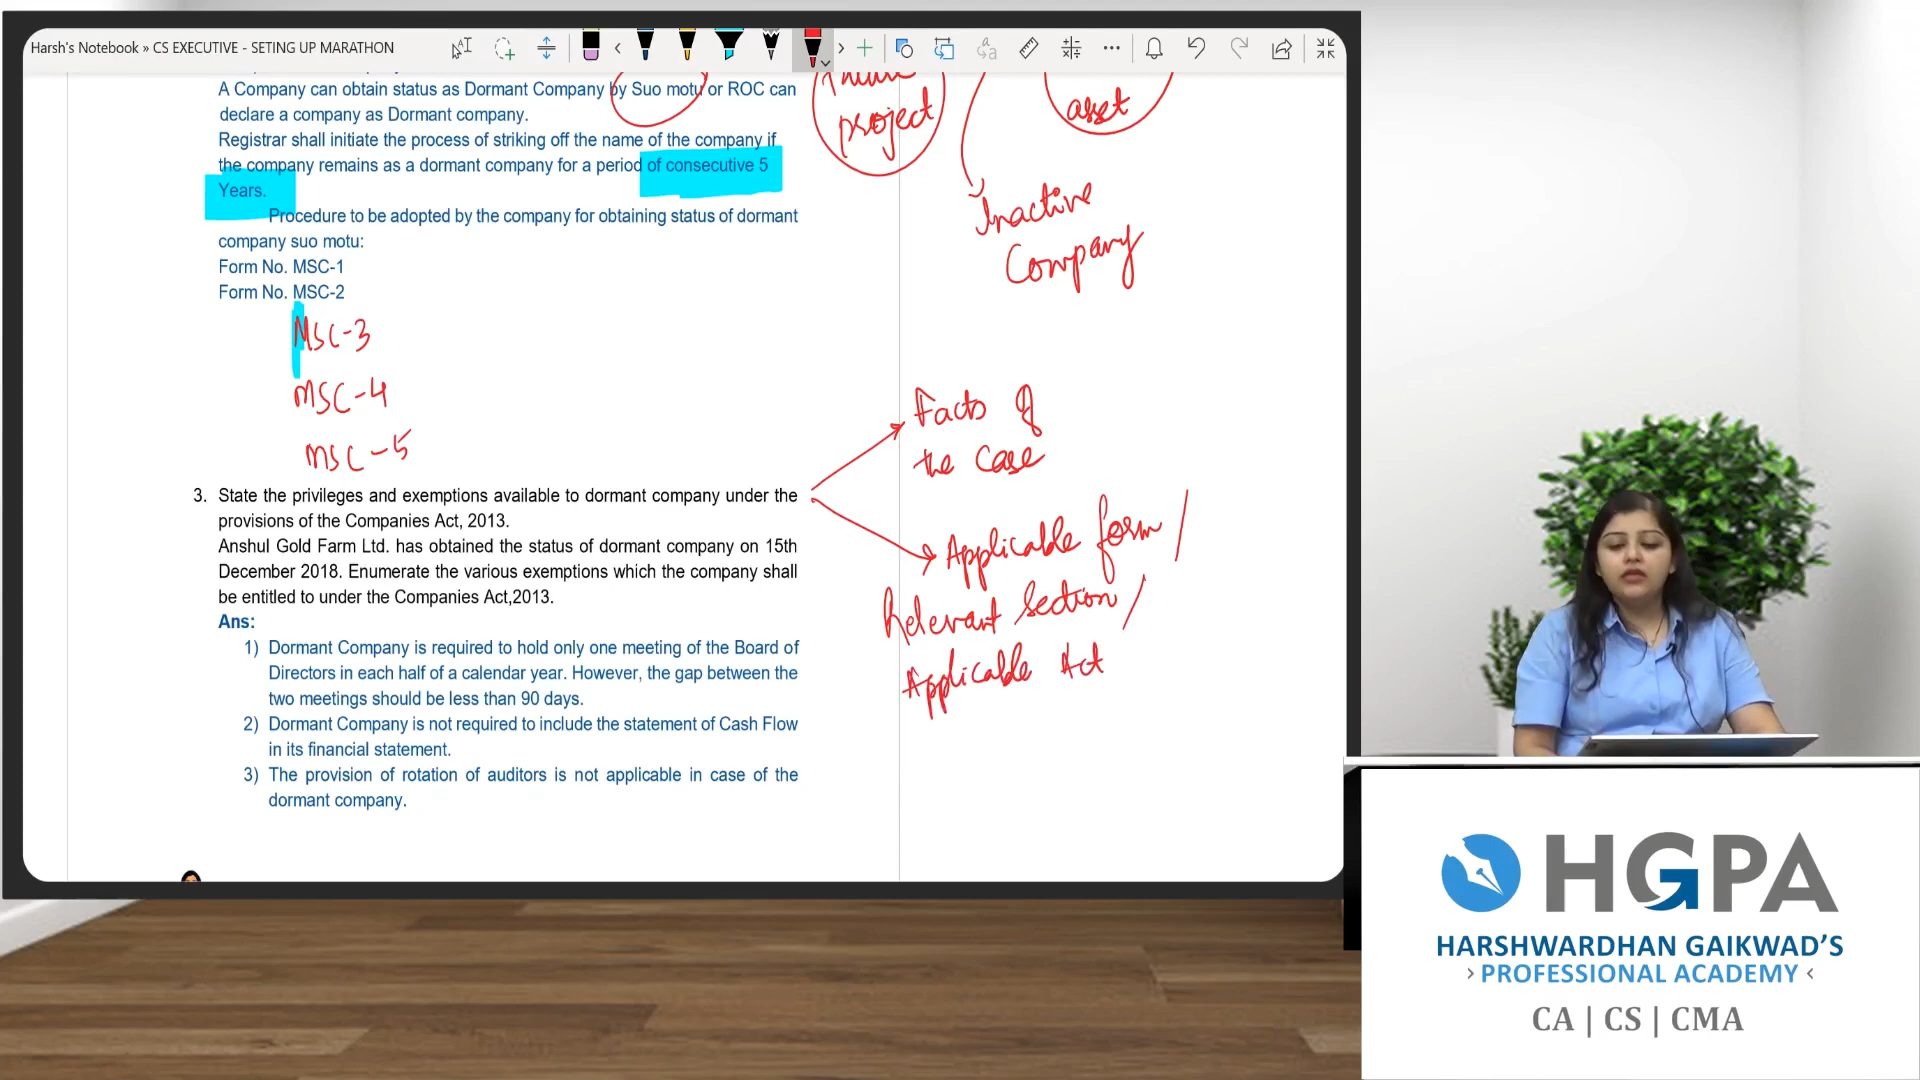 Harsh's Notebook » CS EXECUTIVE - SETING UP MARATHON
A Company can obtain status as Dormant Company by Suo motu or ROC can
declare a company as Dormant company.
Registrar shall initiate the process of striking off the name of the company if
the company remains as a dormant company for a period of consecutive 5
Years.
Procedure to be adopted by the company for obtaining status of dormant
company suo motu:
Form No. MSC-1
Form No. MSC-2
MSC-3
MSC-4
MSC-5
project
asset
Inactive
Company
Facts of
the case
Applicable form /
Relevant section /
Applicable Act
3. State the privileges and exemptions available to dormant company under the
provisions of the Companies Act, 2013.
Anshul Gold Farm Ltd. has obtained the status of dormant company on 15th
December 2018. Enumerate the various exemptions which the company shall
be entitled to under the Companies Act,2013.
Ans:
1) Dormant Company is required to hold only one meeting of the Board of
Directors in each half of a calendar year. However, the gap between the
two meetings should be less than 90 days.
2) Dormant Company is not required to include the statement of Cash Flow
in its financial statement.
3) The provision of rotation of auditors is not applicable in case of the
dormant company.
HGPA
HARSHWARDHAN GAIKWAD'S
› PROFESSIONAL ACADEMY ‹
CA | CS | CMA